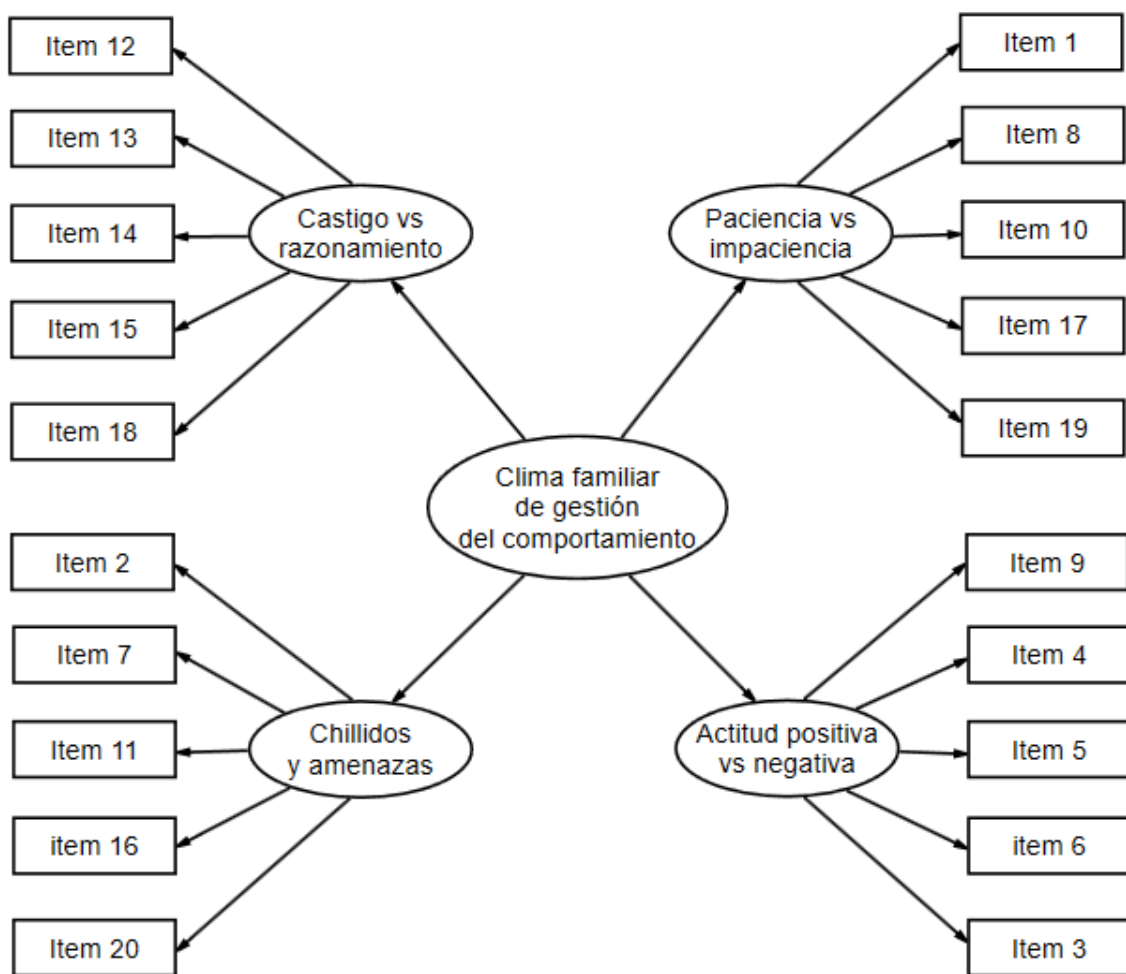 Item 12
Item 13
Item 14
Item 15
Item 18
Castigo vs
razonamiento
Item 1
Item 8
Item 10
Item 17
Item 19
Paciencia vs
impaciencia
Clima familiar
de gestión
del comportamiento
Item 2
Item 7
Item 11
item 16
Item 20
Chillidos
y amenazas
Item 9
Item 4
Item 5
item 6
Item 3
Actitud positiva
vs negativa